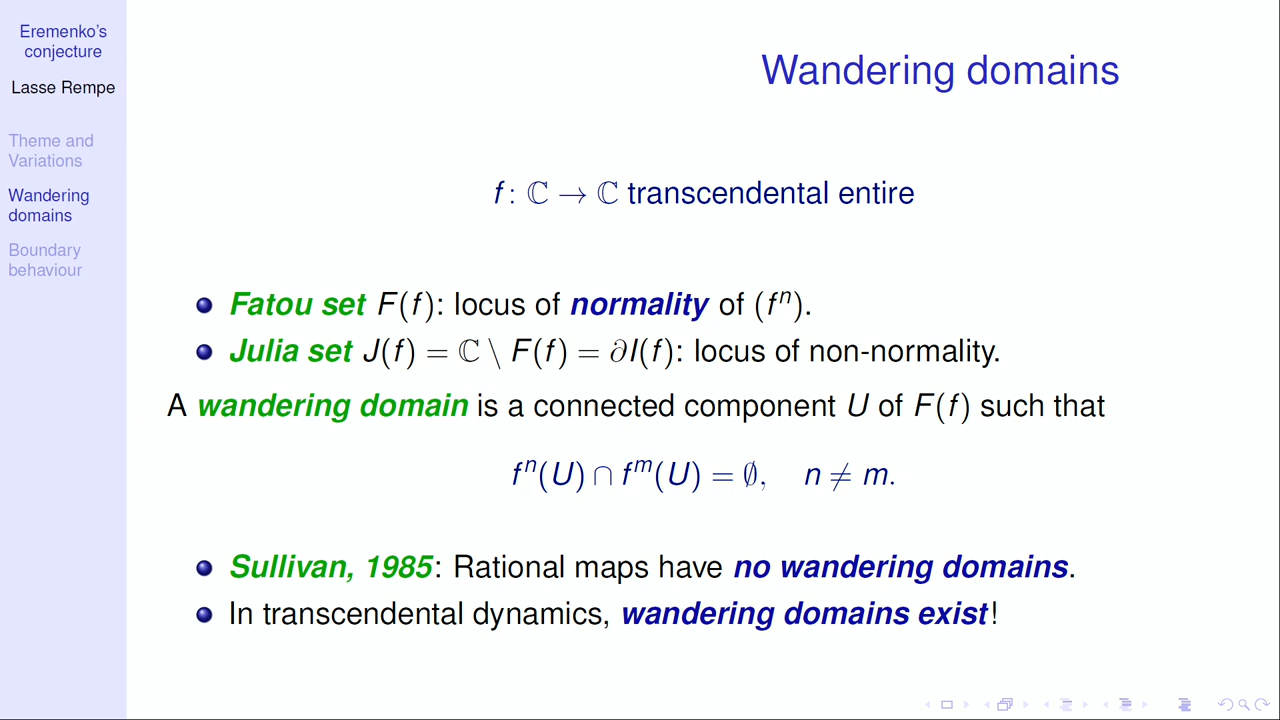 Eremenko's
conjecture
Lasse Rempe
Theme and
Variations
Wandering
domains
Boundary
behaviour
Wandering domains
f : ℂ → ℂ transcendental entire
Fatou set F(f): locus of normality of (fⁿ).
Julia set J(f) = ℂ \ F(f) = ∂I(f): locus of non-normality.
A wandering domain is a connected component U of F(f) such that
fⁿ(U) ∩ fᵐ(U) = ∅, n ≠ m.
Sullivan, 1985: Rational maps have no wandering domains.
In transcendental dynamics, wandering domains exist!